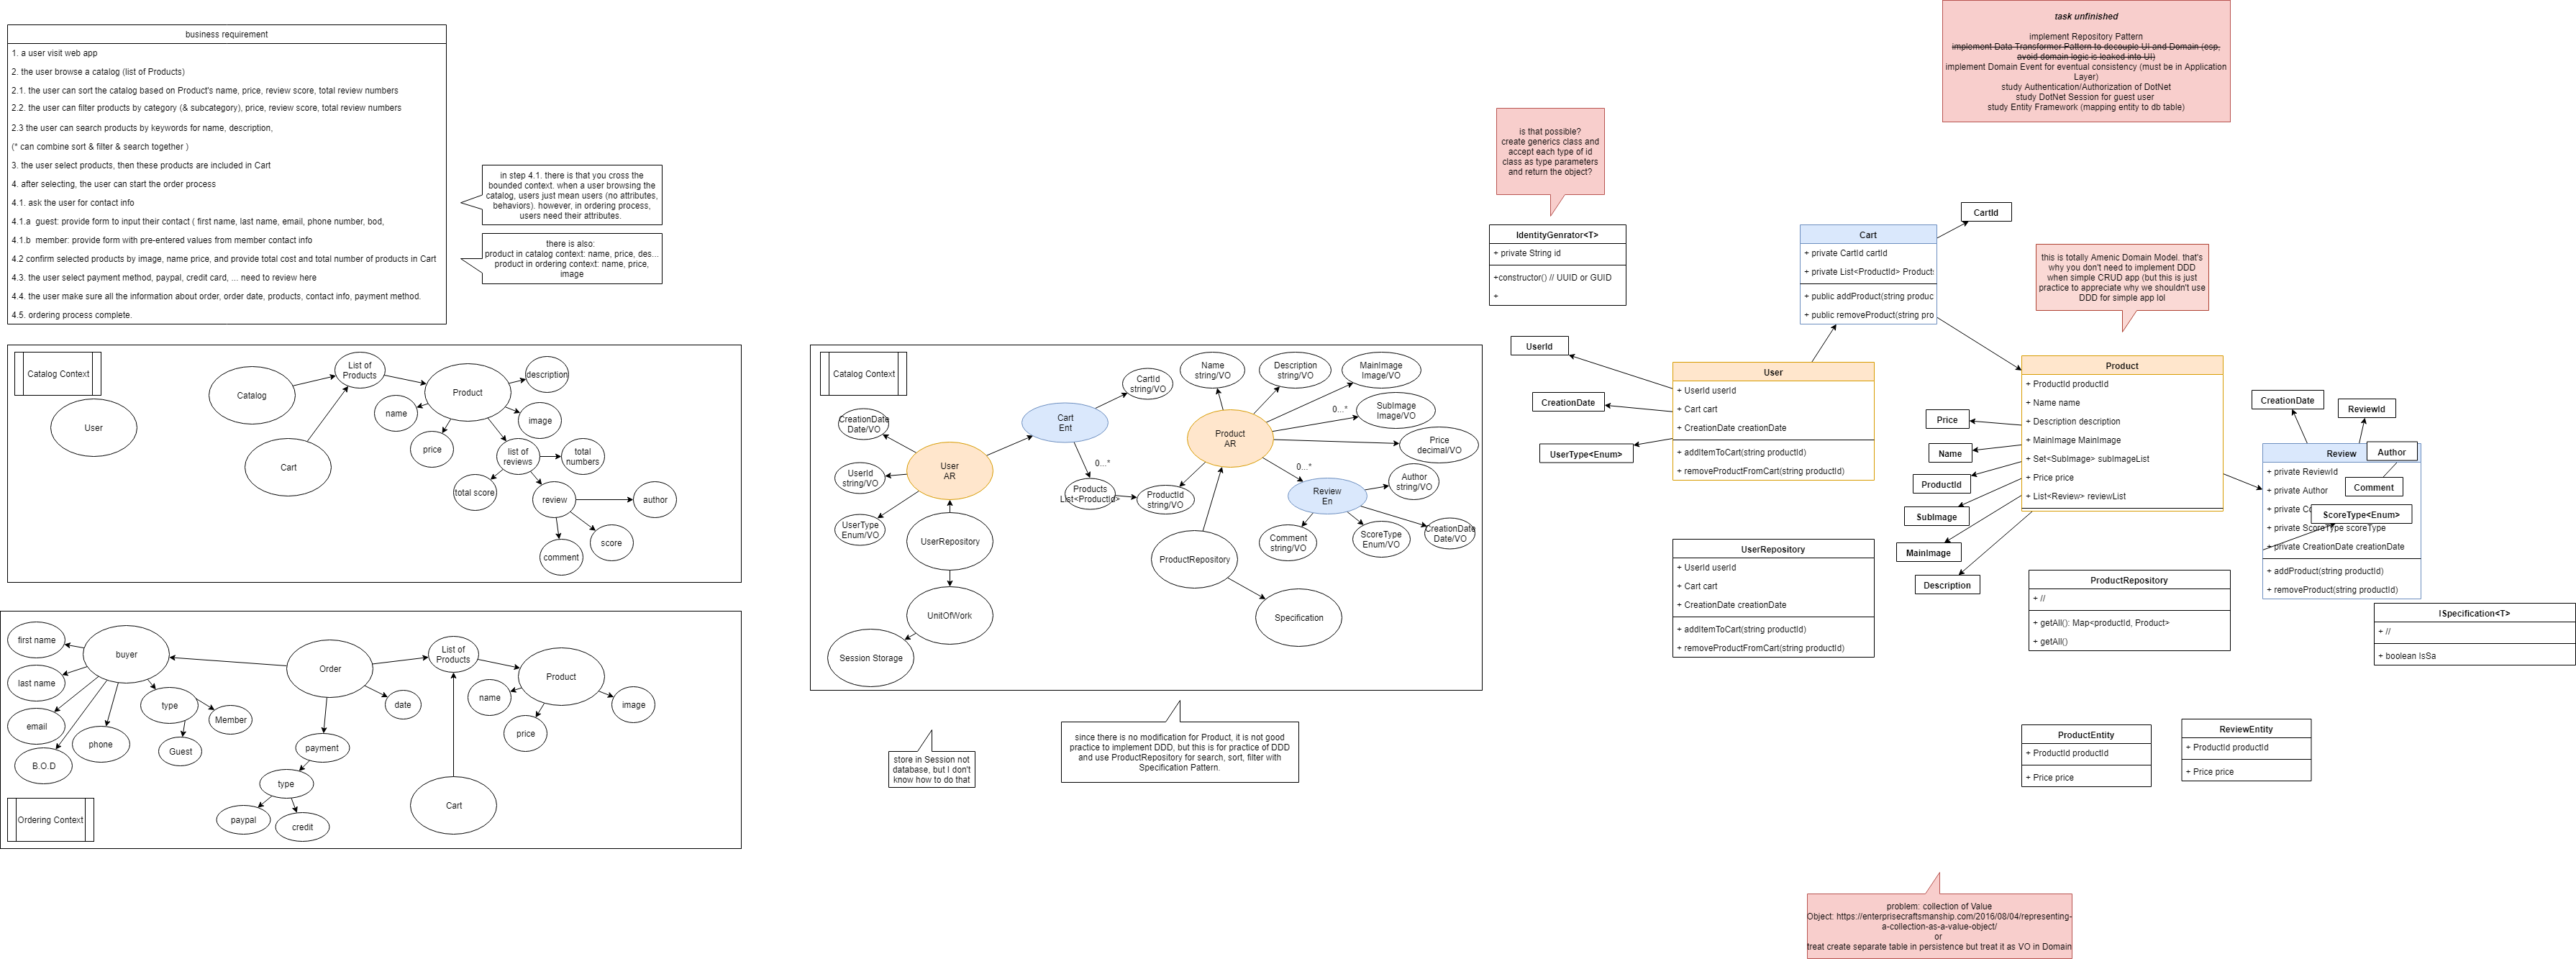 business requirement
1. a user visit web app
2. the user browse a catalog (list of Products)
2.1. the user can sort the catalog based on Product's name, price, review score, total review numbers
2.2. the user can filter products by category (& subcategory), price, review score, total review numbers
2.3 the user can search products by keywords for name, description,
(* can combine sort & filter & search together )
3. the user select products, then these products are included in Cart
4. after selecting, the user can start the order process
4.1. ask the user for contact info
4.1.a  guest: provide form to input their contact ( first name, last name, email, phone number, bod,
4.1.b  member: provide form with pre-entered values from member contact info
4.2 confirm selected products by image, name price, and provide total cost and total number of products in Cart
4.3. the user select payment method, paypal, credit card, ... need to review here
4.4. the user make sure all the information about order, order date, products, contact info, payment method.
4.5. ordering process complete.
in step 4.1. there is that you cross the
bounded context. when a user browsing the
catalog, users just mean users (no attributes,
behaviors). however, in ordering process,
users need their attributes.
there is also:
product in catalog context: name, price, des...
product in ordering context: name, price,
image
Catalog Context
User
Catalog
List of
Products
Cart
Product
description
name
image
price
list of
reviews
total
numbers
total score
review
author
score
comment
first name
last name
email
B.O.D
phone
buyer
type
Member
Guest
Order
date
payment
type
paypal
credit
List of
Products
Product
name
price
image
Cart
Ordering Context
Catalog Context
CreationDate
Date/VO
UserId
string/VO
UserType
Enum/VO
User
AR
UserRepository
UnitOfWork
Session Storage
Cart
Ent
CartId
string/VO
0...*
Products
List<ProductId>
ProductId
string/VO
Name
string/VO
Description
string/VO
MainImage
Image/VO
0...*
SubImage
Image/VO
Price
decimal/VO
Product
AR
0...*
Review
En
Author
string/VO
Comment
string/VO
ScoreType
Enum/VO
CreationDate
Date/VO
ProductRepository
Specification
store in Session not
database, but I don't
know how to do that
since there is no modification for Product, it is not good
practice to implement DDD, but this is for practice of DDD
and use ProductRepository for search, sort, filter with
Specification Pattern.
task unfinished
implement Repository Pattern
implement Data Transformer Pattern to decouple UI and Domain (esp,
avoid domain logic is leaked into UI)
implement Domain Event for eventual consistency (must be in Application
Layer)
study Authentication/Authorization of DotNet
study DotNet Session for guest user
study Entity Framework (mapping entity to db table)
is that possible?
create generics class and
accept each type of id
class as type parameters
and return the object?
IdentityGenrator<T>
+ private String id
+constructor() // UUID or GUID
+
CartId
Cart
+ private CartId cartId
+ private List<ProductId> Products
+ public addProduct(string produc
+ public removeProduct(string pro
this is totally Amenic Domain Model. that's
why you don't need to implement DDD
when simple CRUD app (but this is just
practice to appreciate why we shouldn't use
DDD for simple app lol
UserId
CreationDate
UserType<Enum>
User
+ UserId userId
+ Cart cart
+ CreationDate creationDate
+ addItemToCart(string productId)
+ removeProductFromCart(string productId)
Product
+ ProductId productId
+ Name name
+ Description description
+ MainImage MainImage
+ Set<SubImage> subImageList
+ Price price
+ List<Review> reviewList
Price
Name
ProductId
SubImage
MainImage
Description
CreationDate
ReviewId
Author
Comment
ScoreType<Enum>
Review
+ private ReviewId
+ private Author
+ private Co
+ private ScoreType scoreType
+ private CreationDate creationDate
+ addProduct(string productId)
+ removeProduct(string productId)
UserRepository
+ UserId userId
+ Cart cart
+ CreationDate creationDate
+ addItemToCart(string productId)
+ removeProductFromCart(string productId)
ProductRepository
+ //
+ getAll(): Map<productId, Product>
+ getAll()
ISpecification<T>
+ //
+ boolean IsSa
ProductEntity
+ ProductId productId
+ Price price
ReviewEntity
+ ProductId productId
+ Price price
problem: collection of Value
Object: https://enterprisecraftsmanship.com/2016/08/04/representing-
a-collection-as-a-value-object/
or
treat create separate table in persistence but treat it as VO in Domain